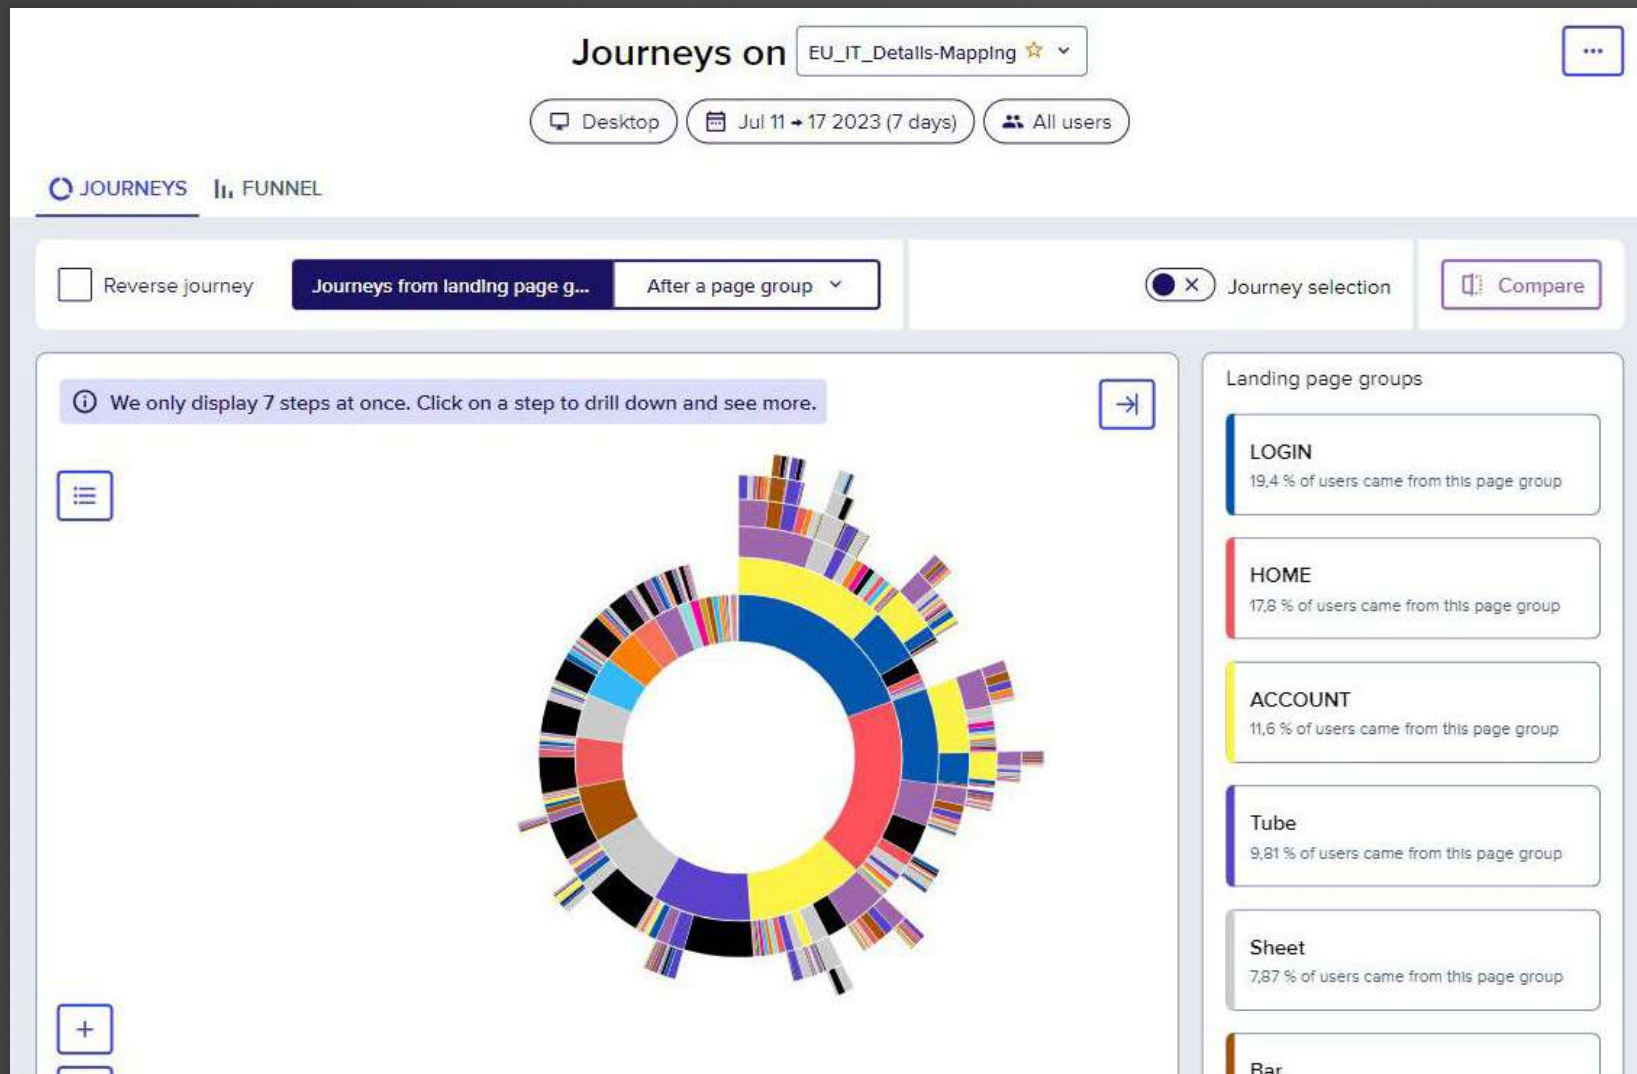 Journeys on EU_IT_Details-Mapping
Desktop
Jul 11 → 17 2023 (7 days)
All users
JOURNEYS
FUNNEL
Reverse journey
Journeys from landing page g...
After a page group
Journey selection
Compare
We only display 7 steps at once. Click on a step to drill down and see more.
Landing page groups
LOGIN
19,4 % of users came from this page group
HOME
17,8 % of users came from this page group
ACCOUNT
11,6 % of users came from this page group
Tube
9,81 % of users came from this page group
Sheet
7,87 % of users came from this page group
Bar